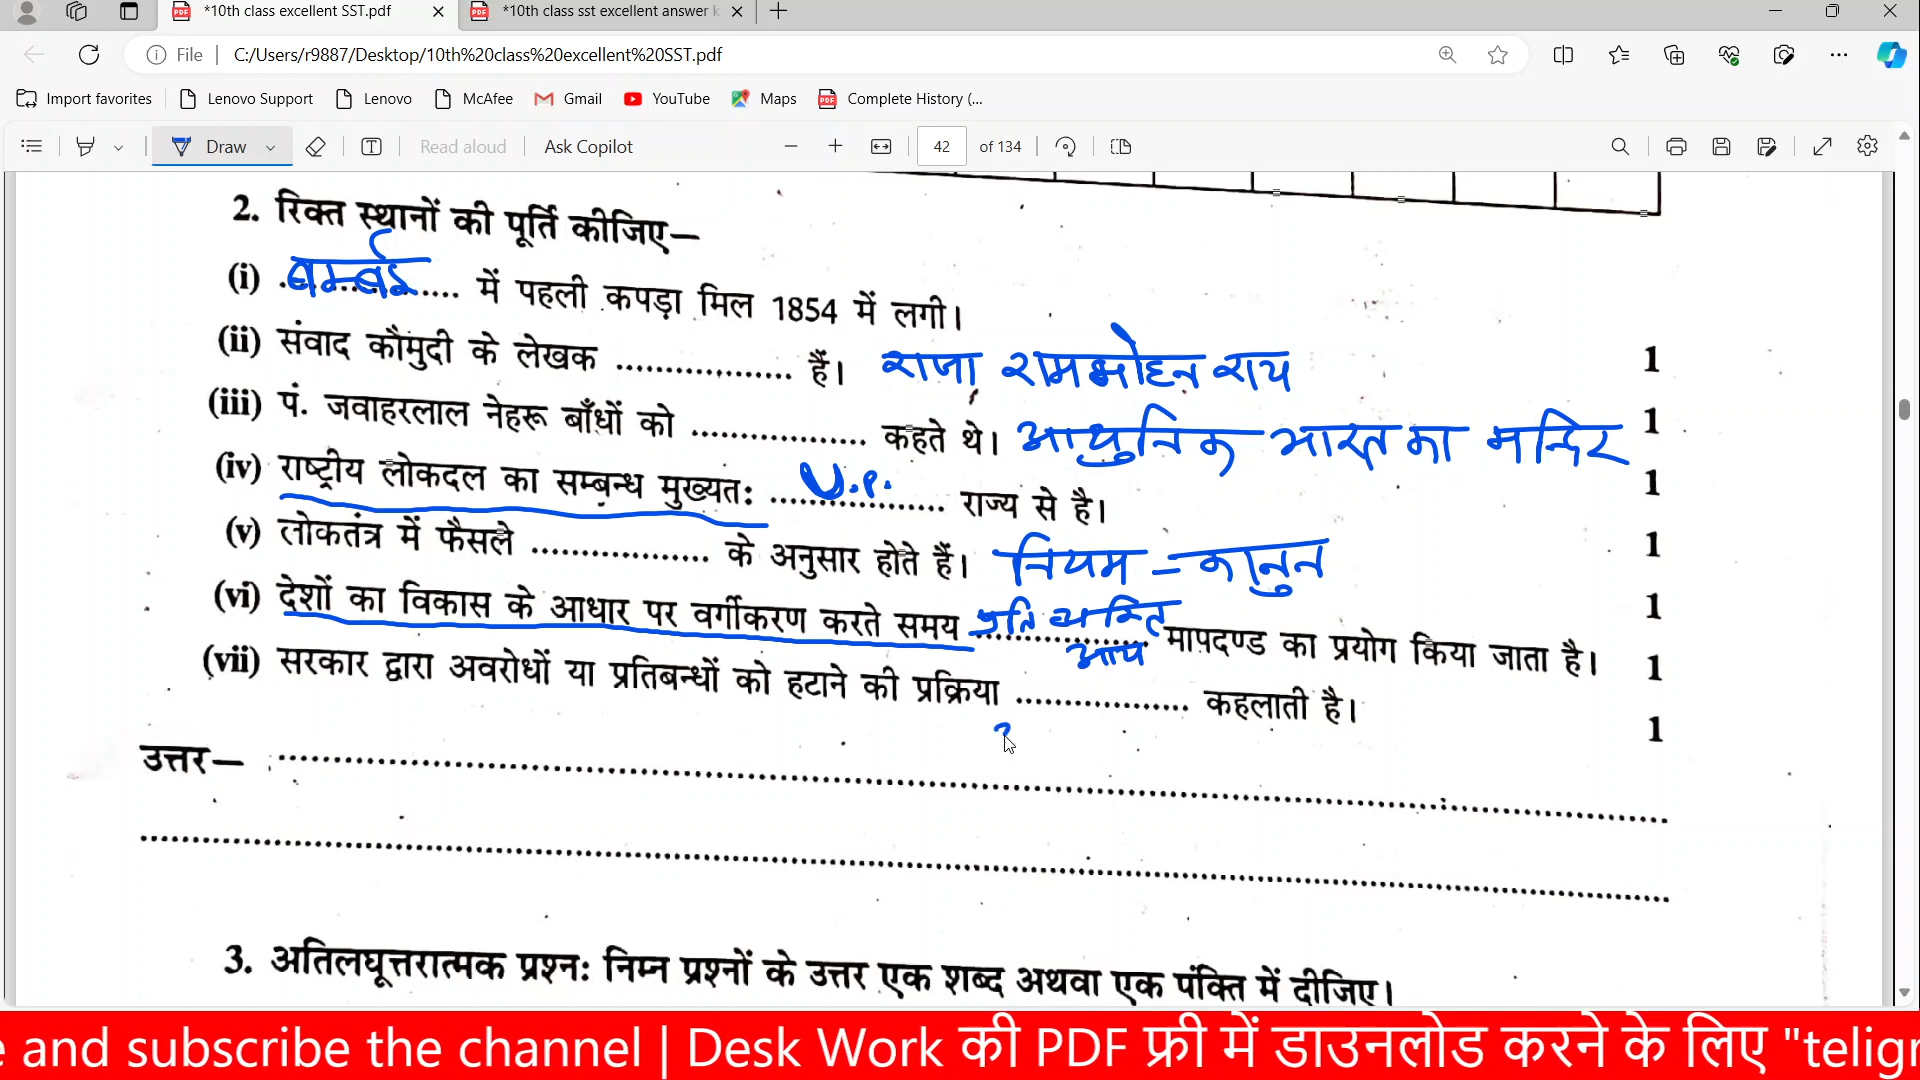 *10th class excellent SST.pdf
*10th class sst excellent answer k
File
C:/Users/r9887/Desktop/10th%20class%20excellent%20SST.pdf
Import favorites
Lenovo Support
Lenovo
McAfee
Gmail
YouTube
Maps
Complete History (...
Draw
Read aloud
Ask Copilot
42 of 134
2. रिक्त स्थानों की पूर्ति कीजिए—
(i) बम्बई में पहली कपड़ा मिल 1854 में लगी।
(ii) संवाद कौमुदी के लेखक .................. हैं। राजा राममोहन राय 1
(iii) पं. जवाहरलाल नेहरू बाँधों को .................. कहते थे। आधुनिक भारत का मन्दिर 1
(iv) राष्ट्रीय लोकदल का सम्बन्ध मुख्यत: U.P. .................. राज्य से है। 1
(v) लोकतंत्र में फैसले .................. के अनुसार होते हैं। नियम - कानुन 1
(vi) देशों का विकास के आधार पर वर्गीकरण करते समय प्रति व्यक्ति आय .................. मापदण्ड का प्रयोग किया जाता है। 1
(vii) सरकार द्वारा अवरोधों या प्रतिबन्धों को हटाने की प्रक्रिया .................. कहलाती है। 1
1
उत्तर—
3. अतिलघूत्तरात्मक प्रश्न: निम्न प्रश्नों के उत्तर एक शब्द अथवा एक पंक्ति में दीजिए।
e and subscribe the channel | Desk Work की PDF फ्री में डाउनलोड करने के लिए "teligr